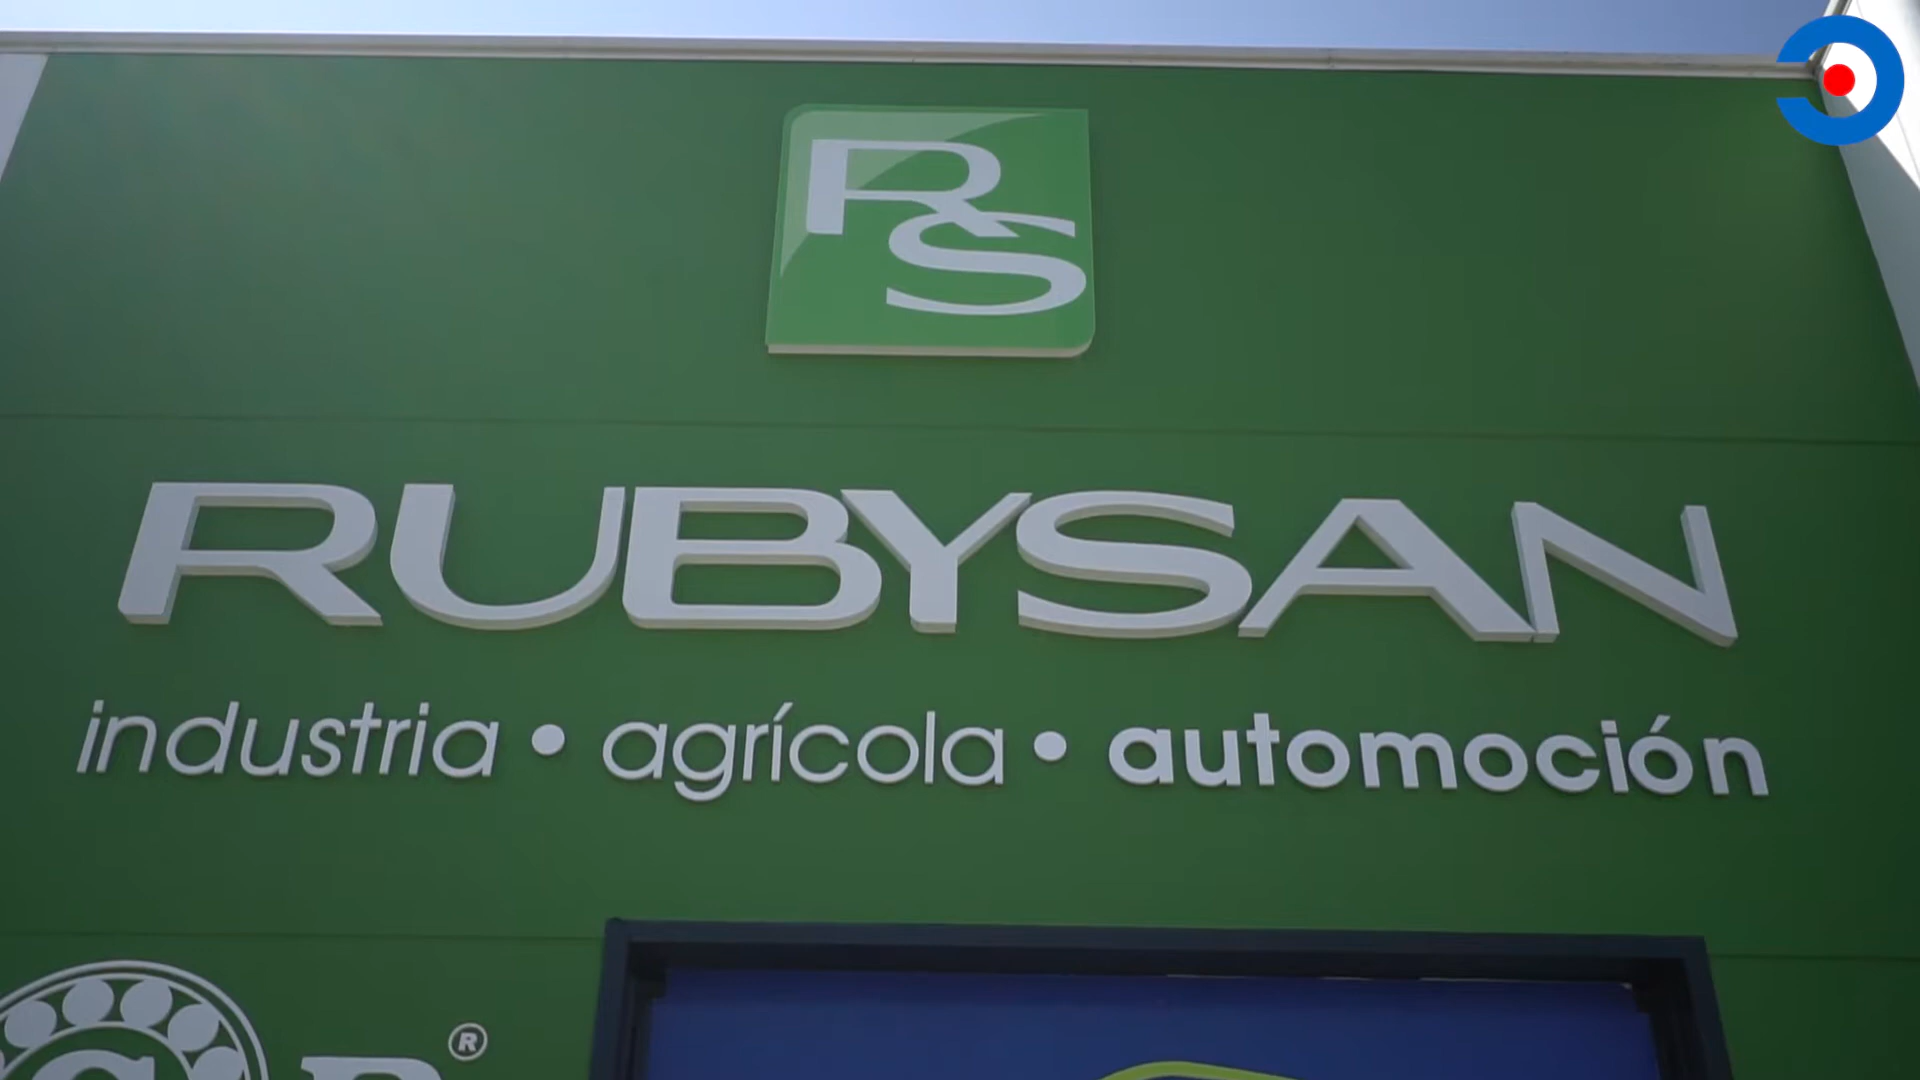 RS
RUBYSAN
industria • agrícola • automoción
®